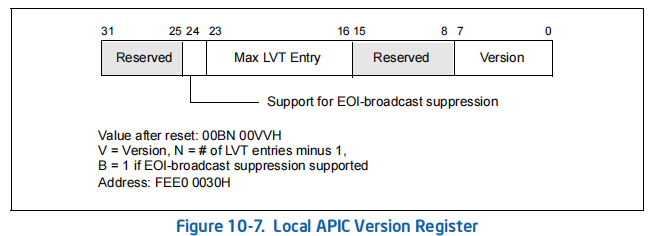 31 25 24 23 16 15 8 7 0
Reserved Max LVT Entry Reserved Version
Support for EOI-broadcast suppression
Value after reset: 00BN 00VVH
V = Version, N = # of LVT entries minus 1,
B = 1 if EOI-broadcast suppression supported
Address: FEE0 0030H
Figure 10-7. Local APIC Version Register